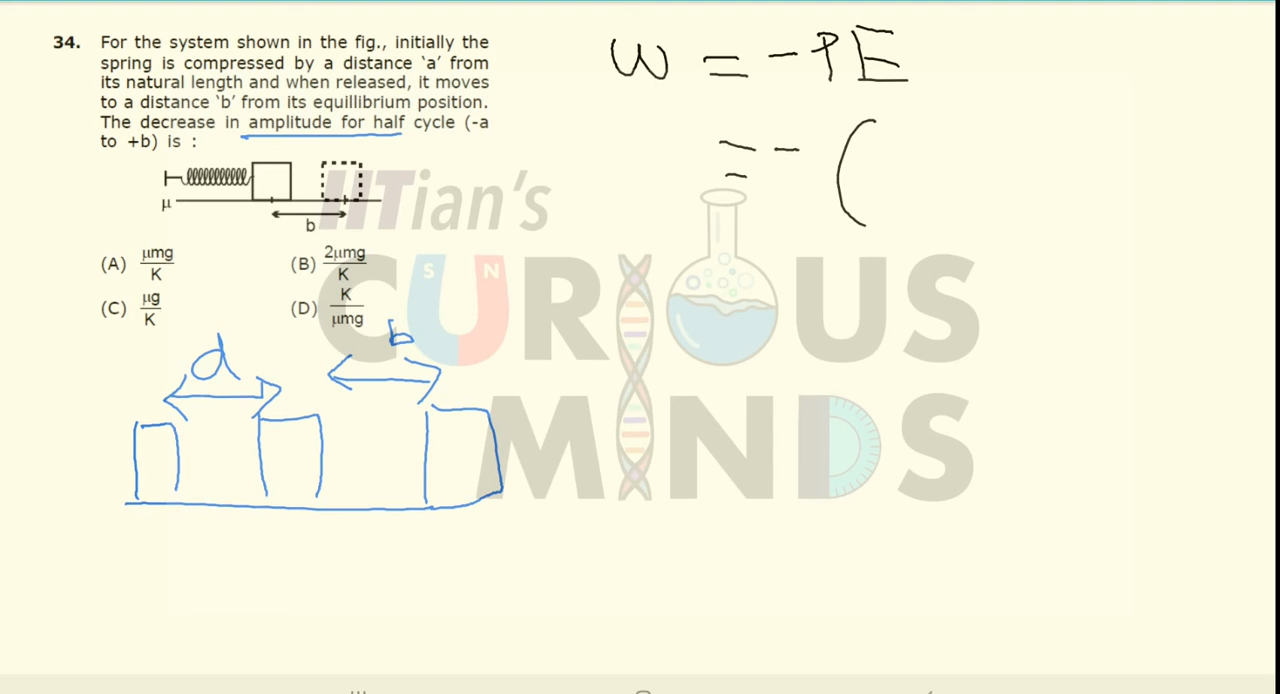 34. For the system shown in the fig., initially the
spring is compressed by a distance ‘a’ from
its natural length and when released, it moves
to a distance ‘b’ from its equillibrium position.
The decrease in amplitude for half cycle (-a
to +b) is :
μ
b
(A) μmg/K (B) 2μmg/K
(C) μg/K (D) K/μmg
W = -PE
= - (
d
b
IITian's
CURIOUS
S N
MINDS